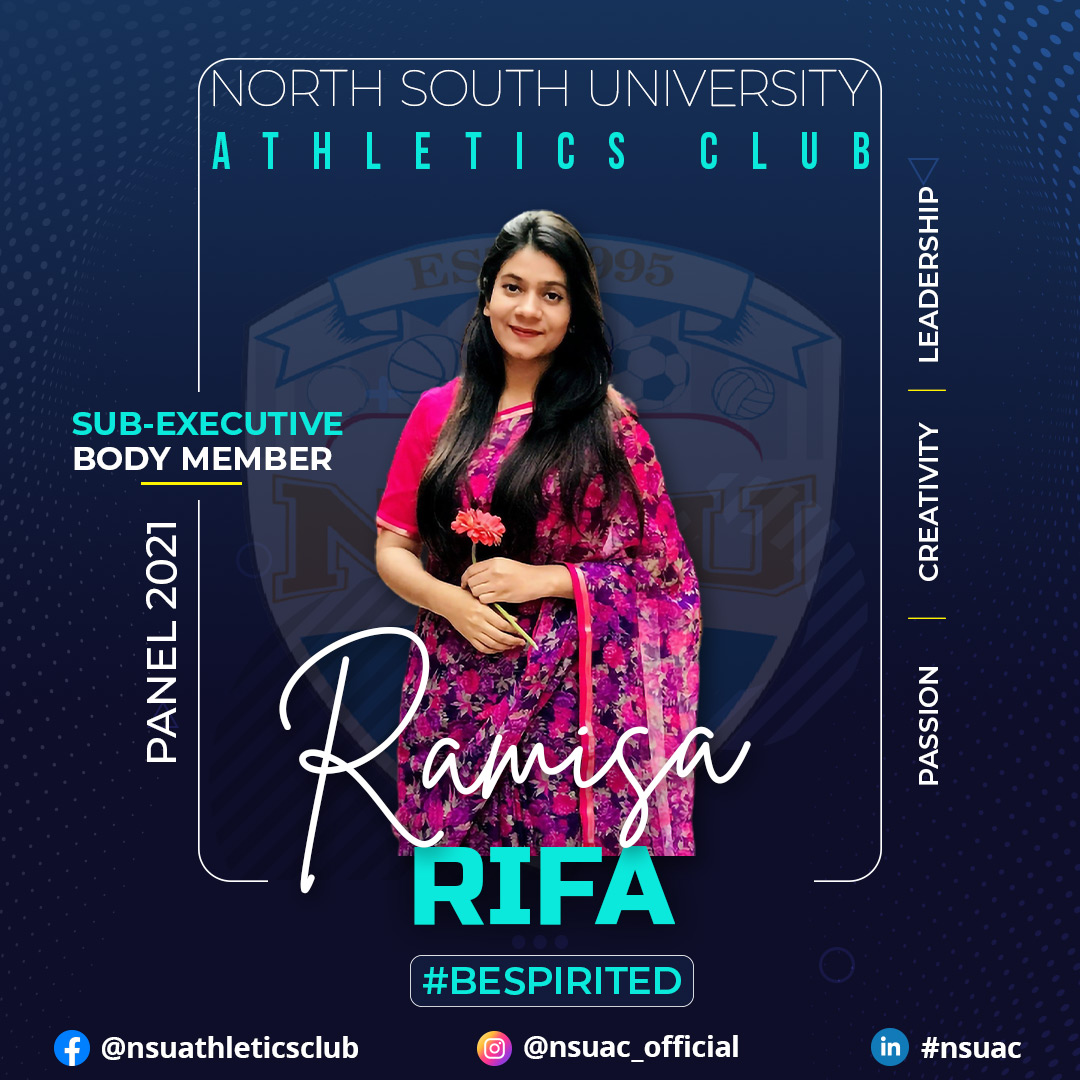 NORTH SOUTH UNIVERSITY
ATHLETICS CLUB
SUB-EXECUTIVE
BODY MEMBER
PANEL 2021
LEADERSHIP
CREATIVITY
PASSION
Ramisa
RIFA
#BESPIRITED
@nsuathleticsclub
@nsuac_official
#nsuac